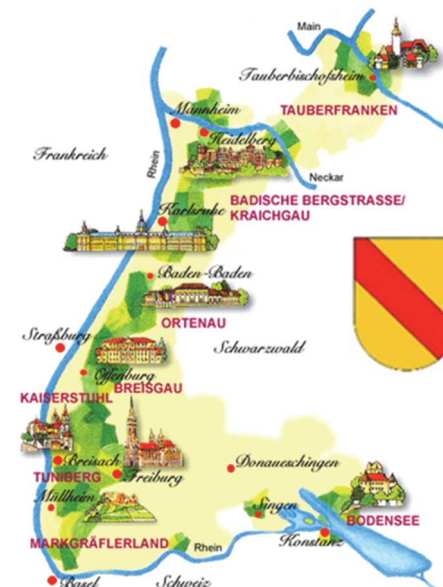 Main
Tauberbischofsheim
TAUBERFRANKEN
Mannheim
Heidelberg
Frankreich
Rhein
Neckar
BADISCHE BERGSTRASSE/
KRAICHGAU
Karlsruhe
Baden-Baden
ORTENAU
Straßburg
Schwarzwald
Offenburg
BREISGAU
KAISERSTUHL
Breisach
TUNIBERG
Freiburg
Donaueschingen
Müllheim
Singen
BODENSEE
MARKGRÄFLERLAND
Rhein
Konstanz
Basel
Schweiz